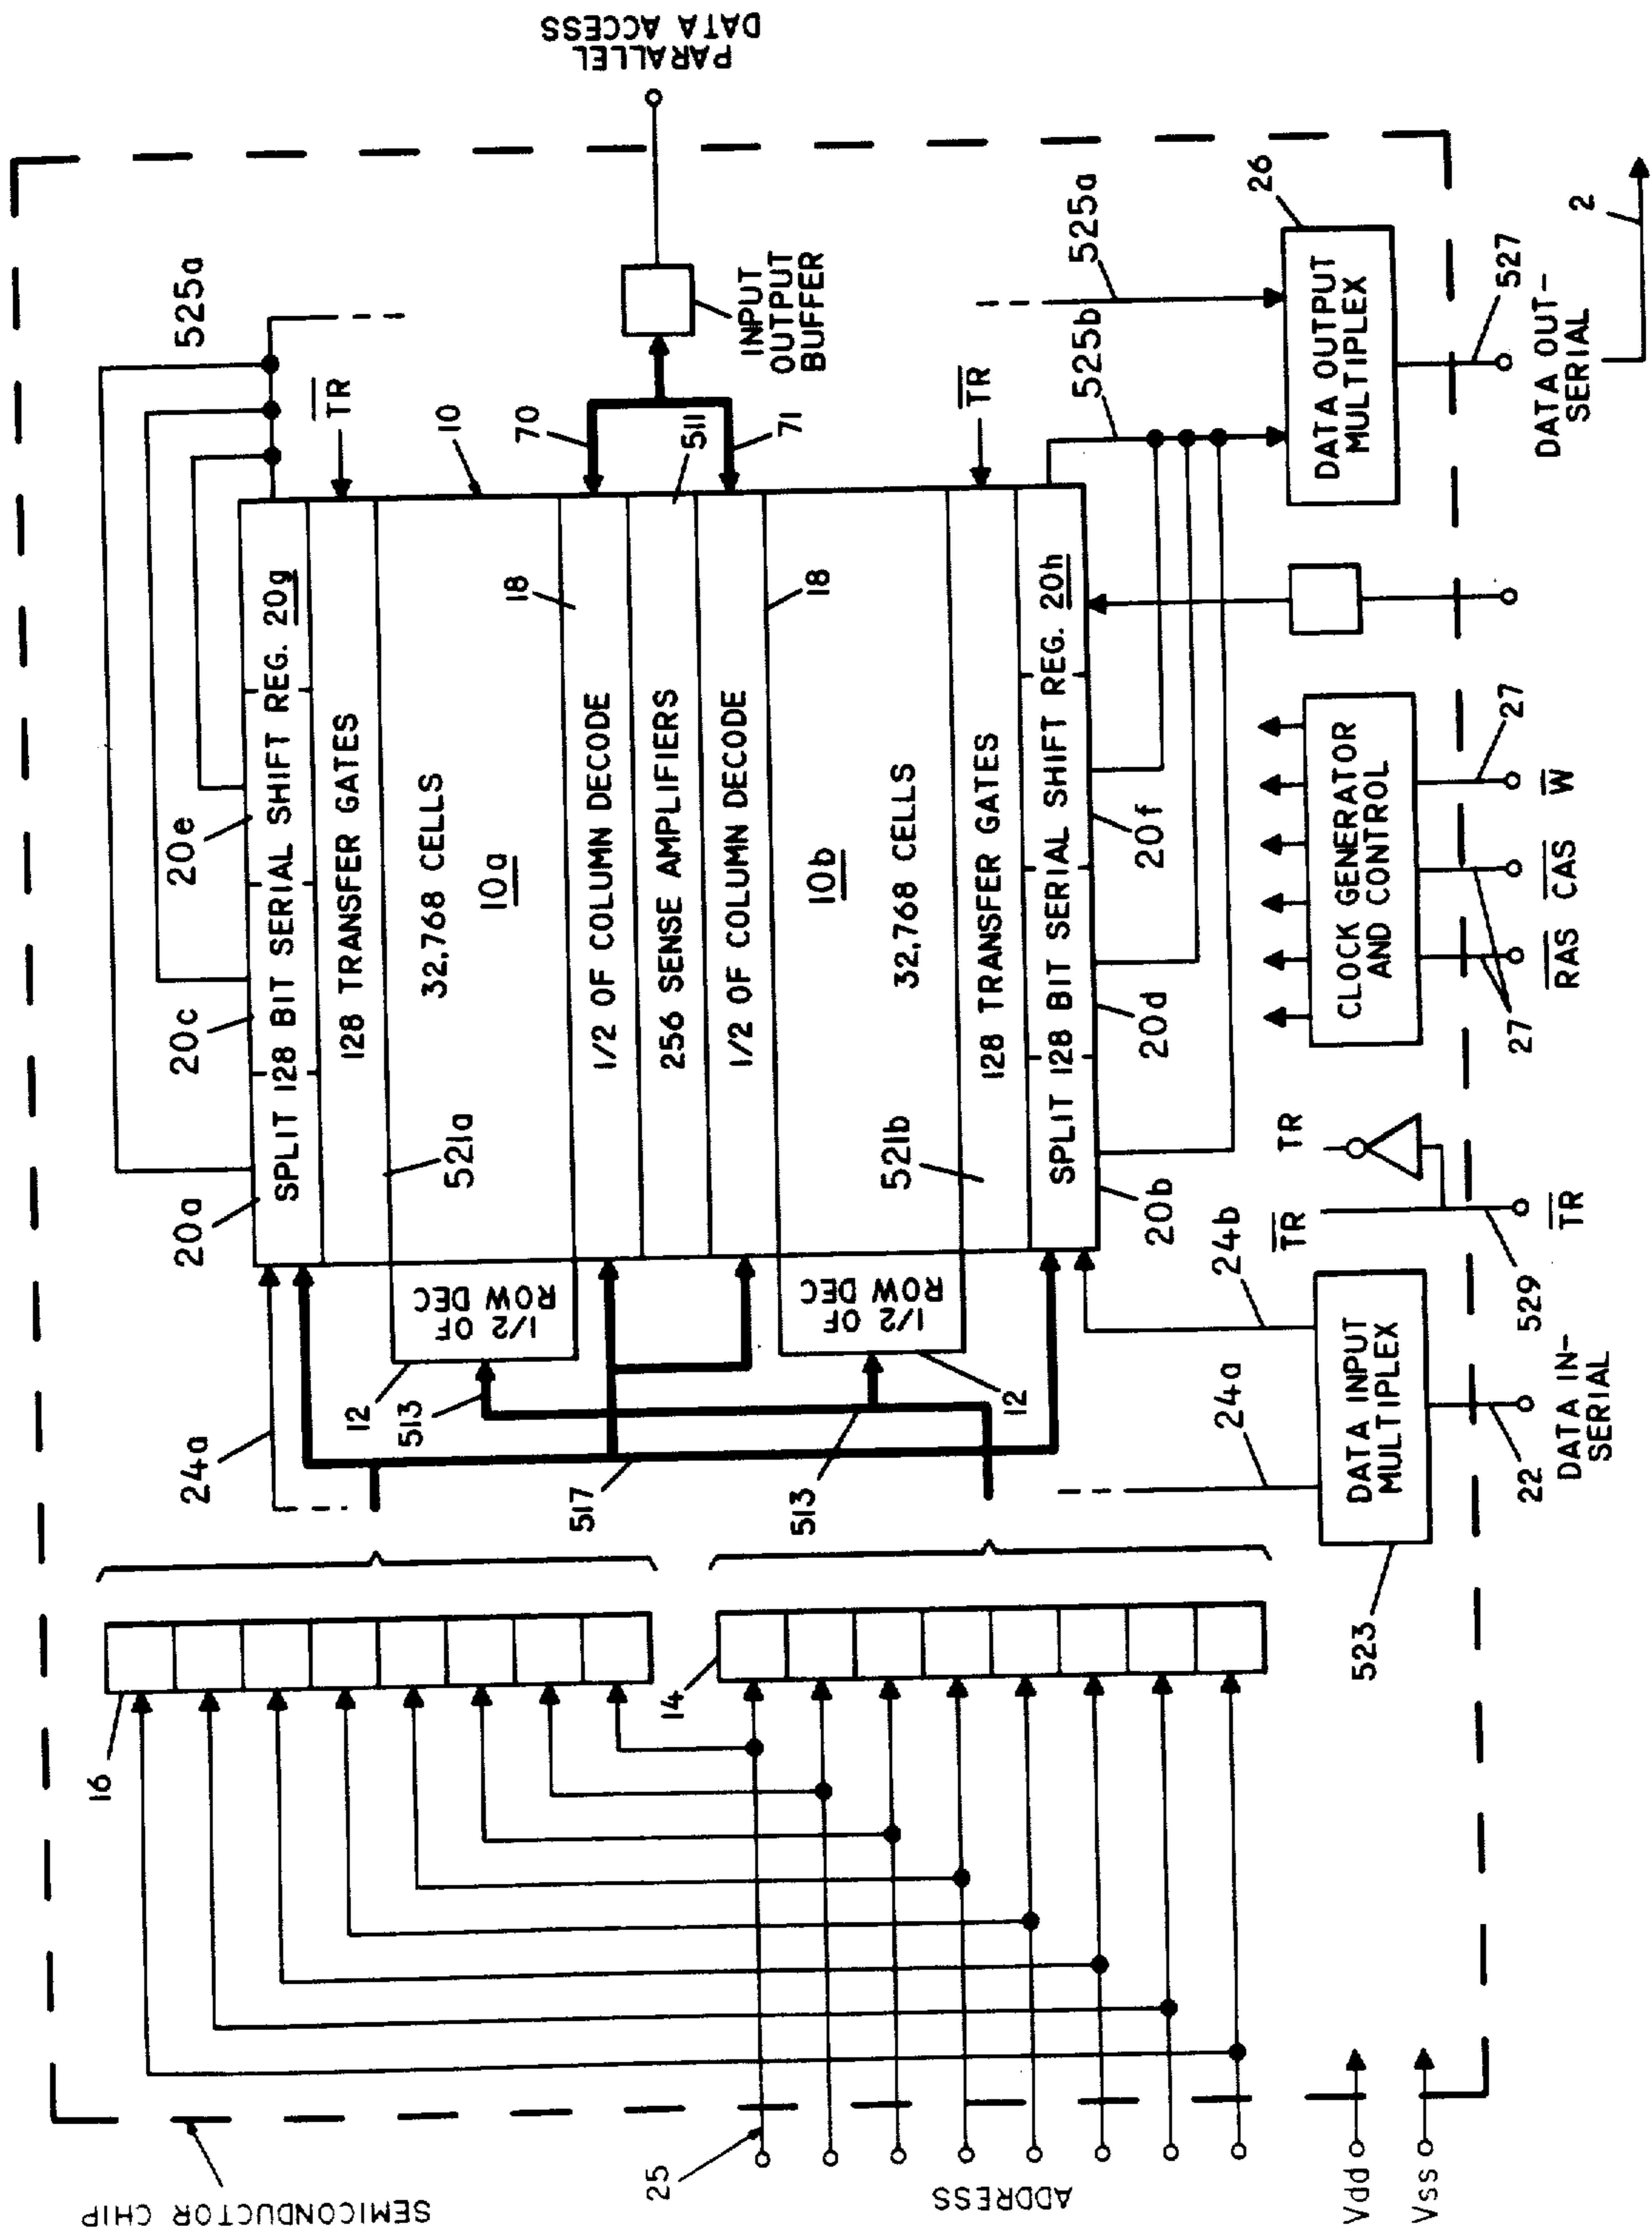 SEMICONDUCTOR CHIP
16
25
ADDRESS
Vdd
Vss
14
24a
517
513
513
12
12
1/2 OF
ROW DEC
1/2 OF
ROW DEC
20a
20c
20e
525a
SPLIT 128 BIT SERIAL SHIFT REG. 20g
128 TRANSFER GATES
TR
521a
32,768 CELLS
10a
10
18
1/2 OF COLUMN DECODE
70
256 SENSE AMPLIFIERS
511
1/2 OF COLUMN DECODE
71
18
INPUT
OUTPUT
BUFFER
PARALLEL
DATA ACCESS
10b
32,768 CELLS
521b
128 TRANSFER GATES
TR
SPLIT 128 BIT SERIAL SHIFT REG. 20h
20b
20d
20f
525b
525a
24a
24b
523
DATA INPUT
MULTIPLEX
22
DATA IN-
SERIAL
TR
TR
529
TR
CLOCK GENERATOR
AND CONTROL
27
27
RAS CAS W
26
DATA OUTPUT
MULTIPLEX
527
DATA OUT-
SERIAL
2